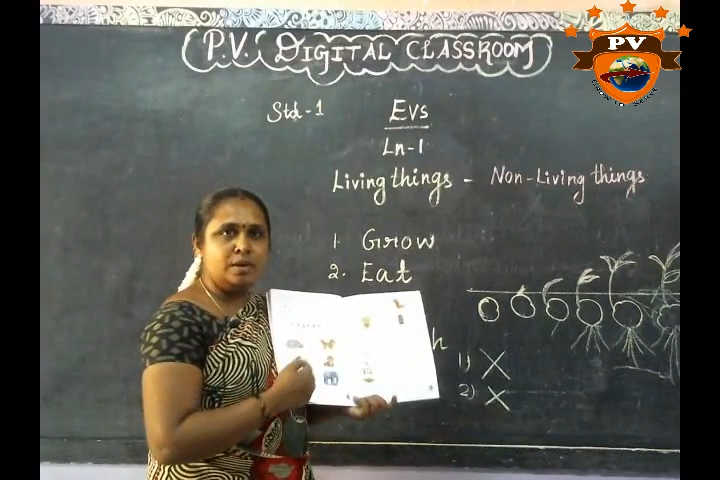 P.V. DIGITAL CLASSROOM
PV
Std-1
EVS
Ln-1
Living things - Non-Living things
1. Grow
2. Eat
h
1) X
2) X